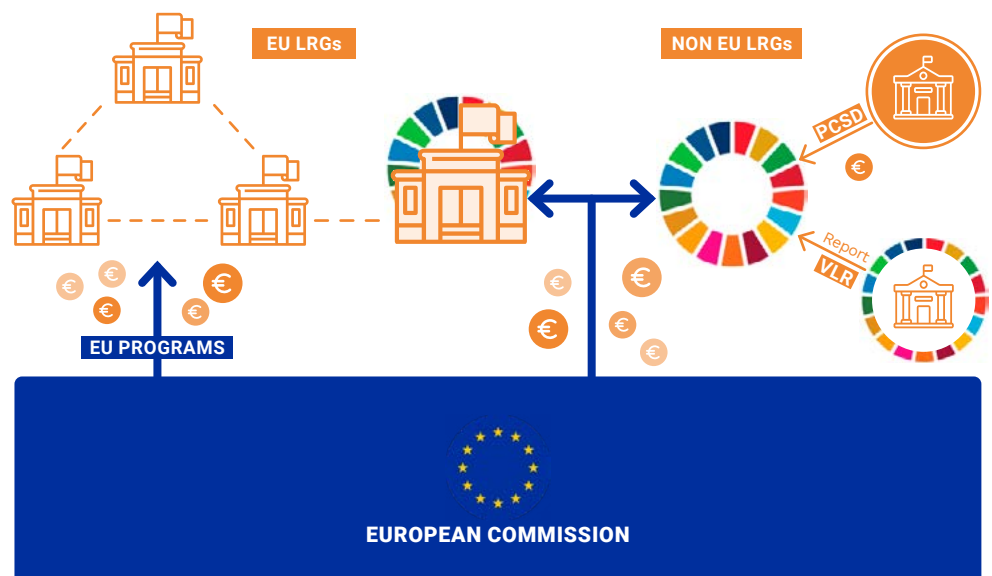 EU LRGs
NON EU LRGs
PCSD
€
Report
VLR
€
€
€
€
€
€
€
€
€
€
EU PROGRAMS
EUROPEAN COMMISSION